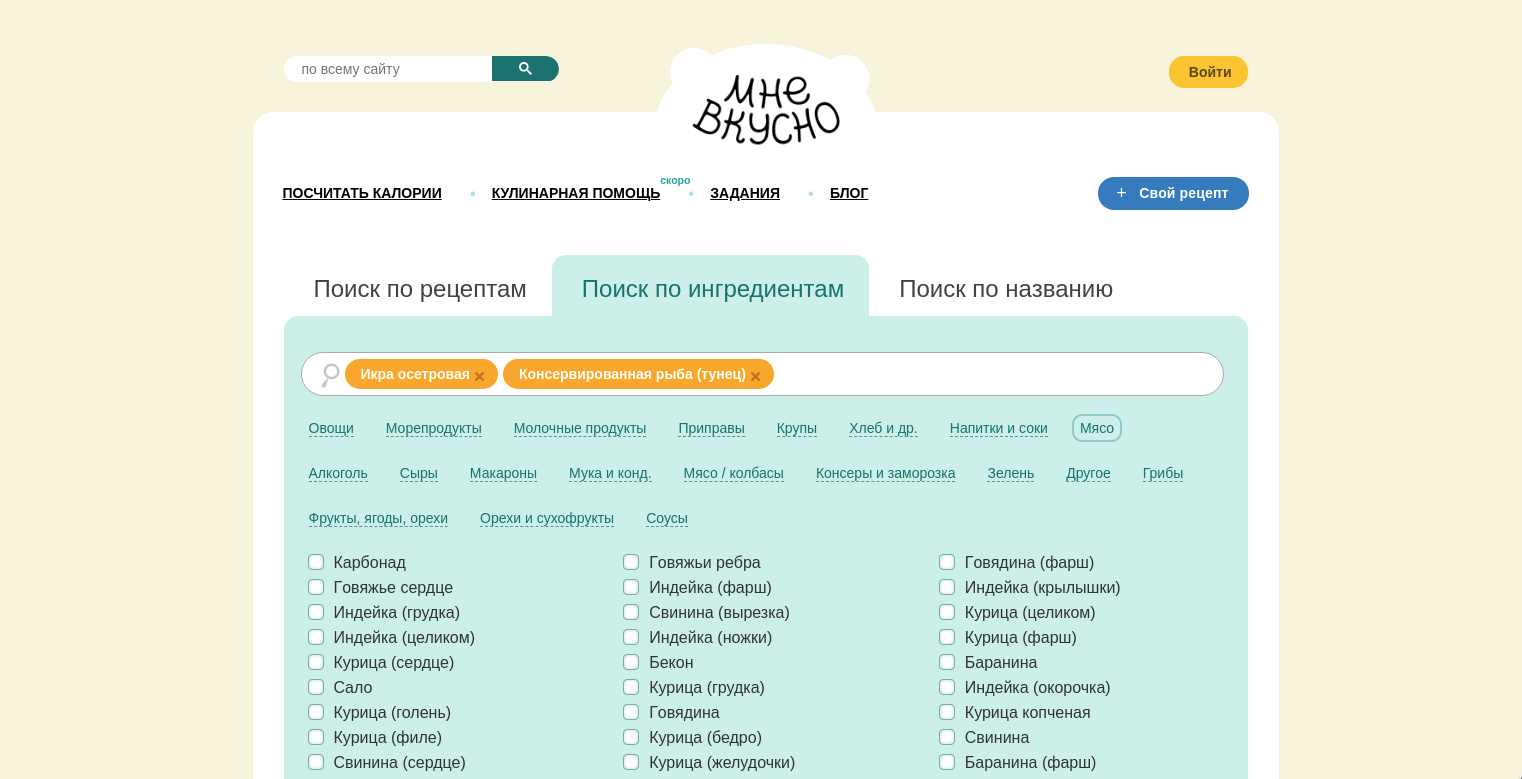 по всему сайту
мне
вкусно
Войти
скоро
ПОСЧИТАТЬ КАЛОРИИ • КУЛИНАРНАЯ ПОМОЩЬ • ЗАДАНИЯ • БЛОГ + Свой рецепт
Поиск по рецептам Поиск по ингредиентам Поиск по названию
Икра осетровая × Консервированная рыба (тунец) ×
Овощи Морепродукты Молочные продукты Приправы Крупы Хлеб и др. Напитки и соки Мясо
Алкоголь Сыры Макароны Мука и конд. Мясо / колбасы Консеры и заморозка Зелень Другое Грибы
Фрукты, ягоды, орехи Орехи и сухофрукты Соусы
Карбонад Говяжьи ребра Говядина (фарш)
Говяжье сердце Индейка (фарш) Индейка (крылышки)
Индейка (грудка) Свинина (вырезка) Курица (целиком)
Индейка (целиком) Индейка (ножки) Курица (фарш)
Курица (сердце) Бекон Баранина
Сало Курица (грудка) Индейка (окорочка)
Курица (голень) Говядина Курица копченая
Курица (филе) Курица (бедро) Свинина
Свинина (сердце) Курица (желудочки) Баранина (фарш)